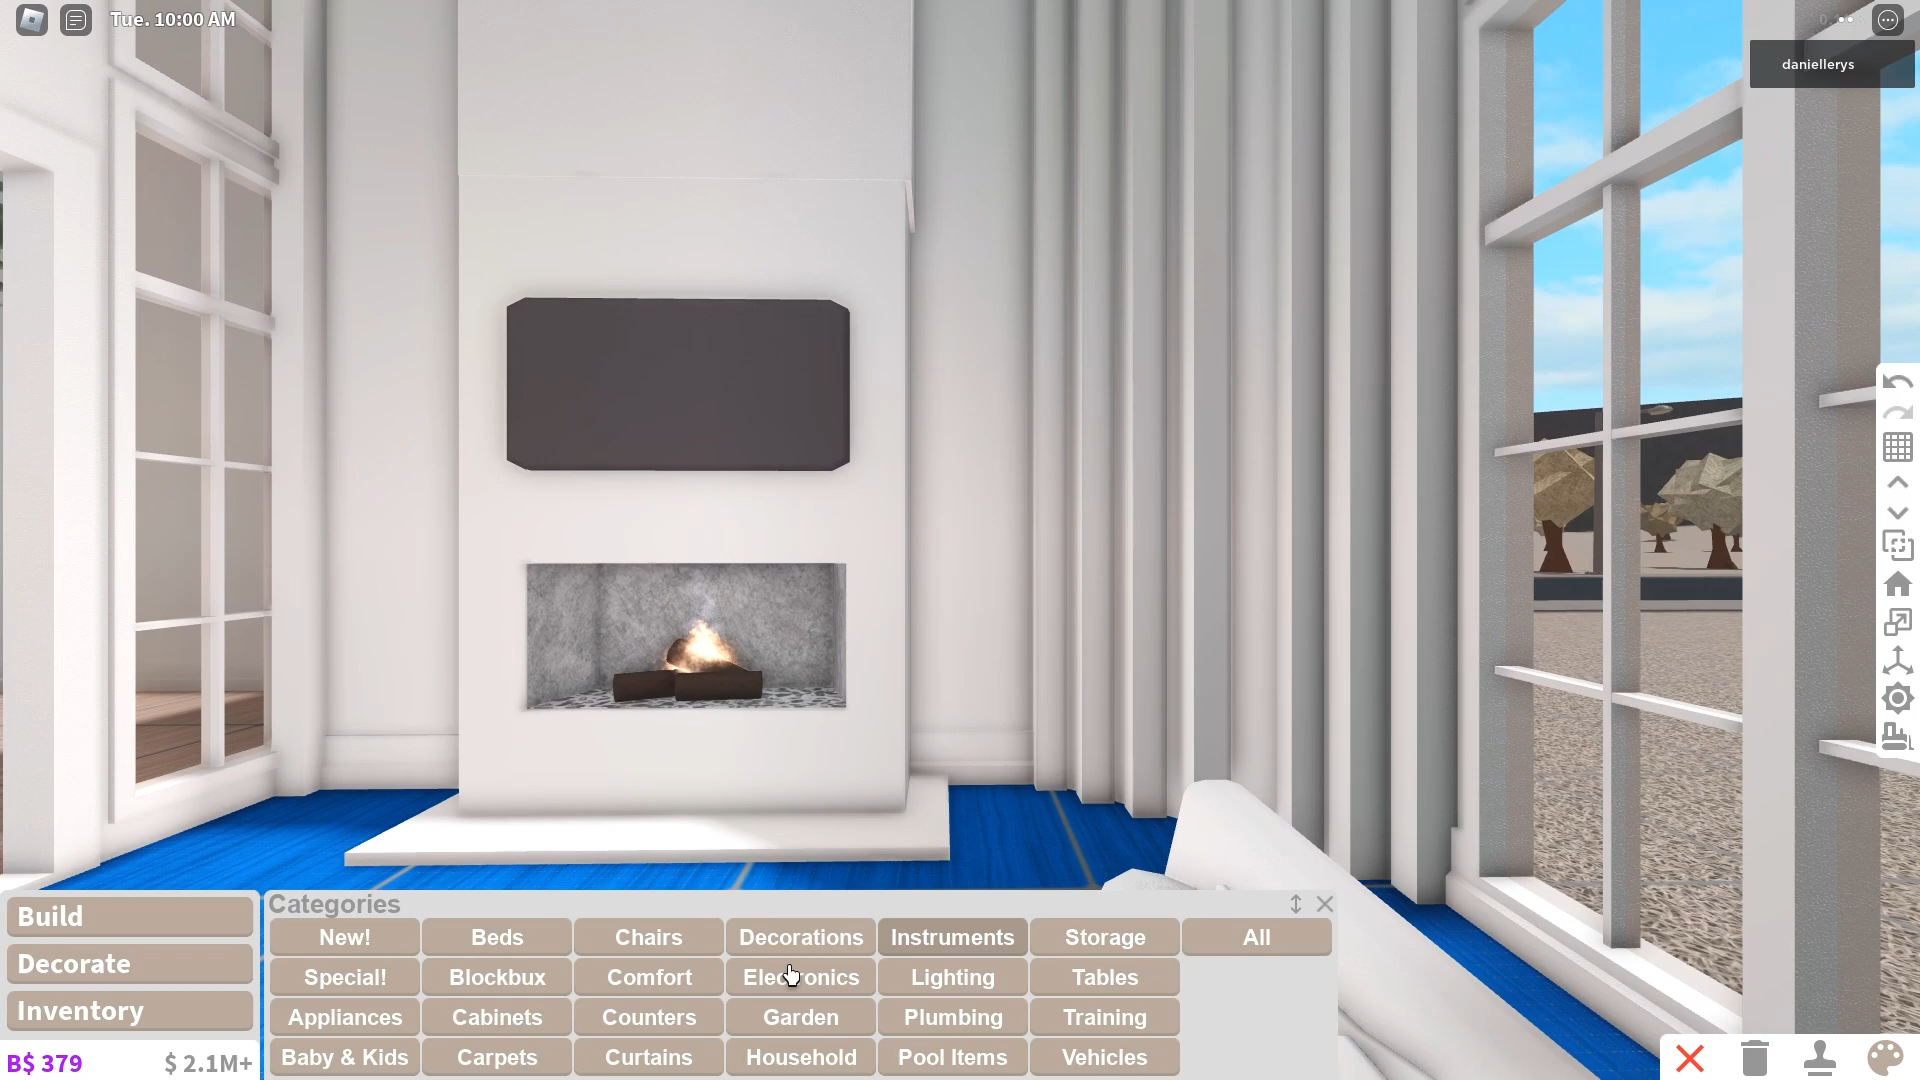 Tue. 10:00 AM
daniellerys
Build
Decorate
Inventory
B$ 379
$ 2.1M+
Categories
New! Beds Chairs Decorations Instruments Storage All
Special! Blockbux Comfort Electronics Lighting Tables
Appliances Cabinets Counters Garden Plumbing Training
Baby & Kids Carpets Curtains Household Pool Items Vehicles